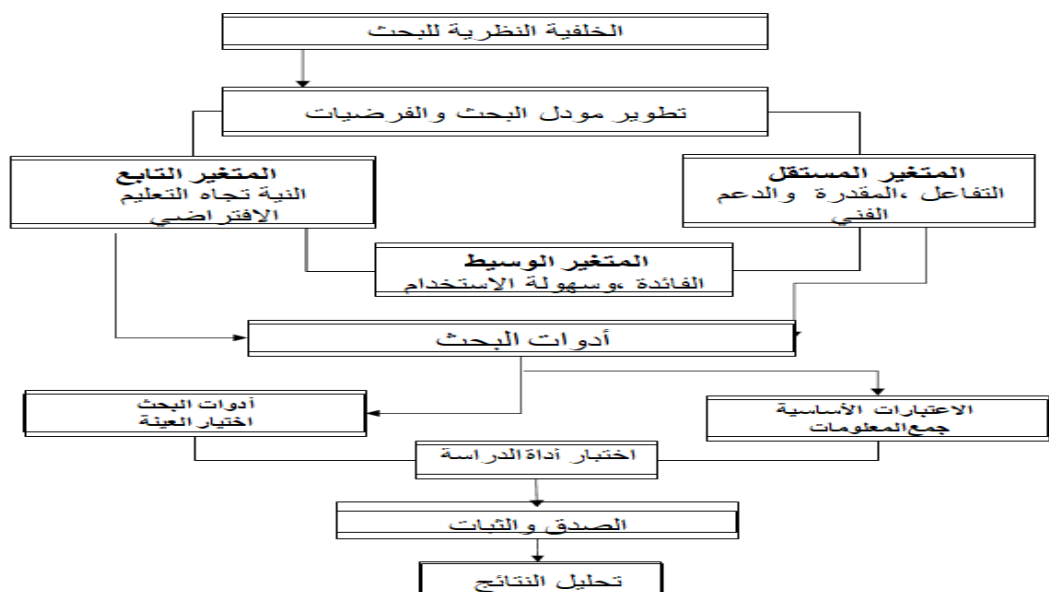 الخلفية النظرية للبحث
تطوير مودل البحث والفرضيات
المتغير المستقل
التفاعل ،المقدرة والدعم
الفني
المتغير التابع
النية تجاه التعليم
الافتراضي
المتغير الوسيط
الفائدة ،وسهولة الاستخدام
أدوات البحث
الاعتبارات الأساسية
جمع المعلومات
أدوات البحث
اختيار العينة
اختبار أداة الدراسة
الصدق والثبات
تحليل النتائج